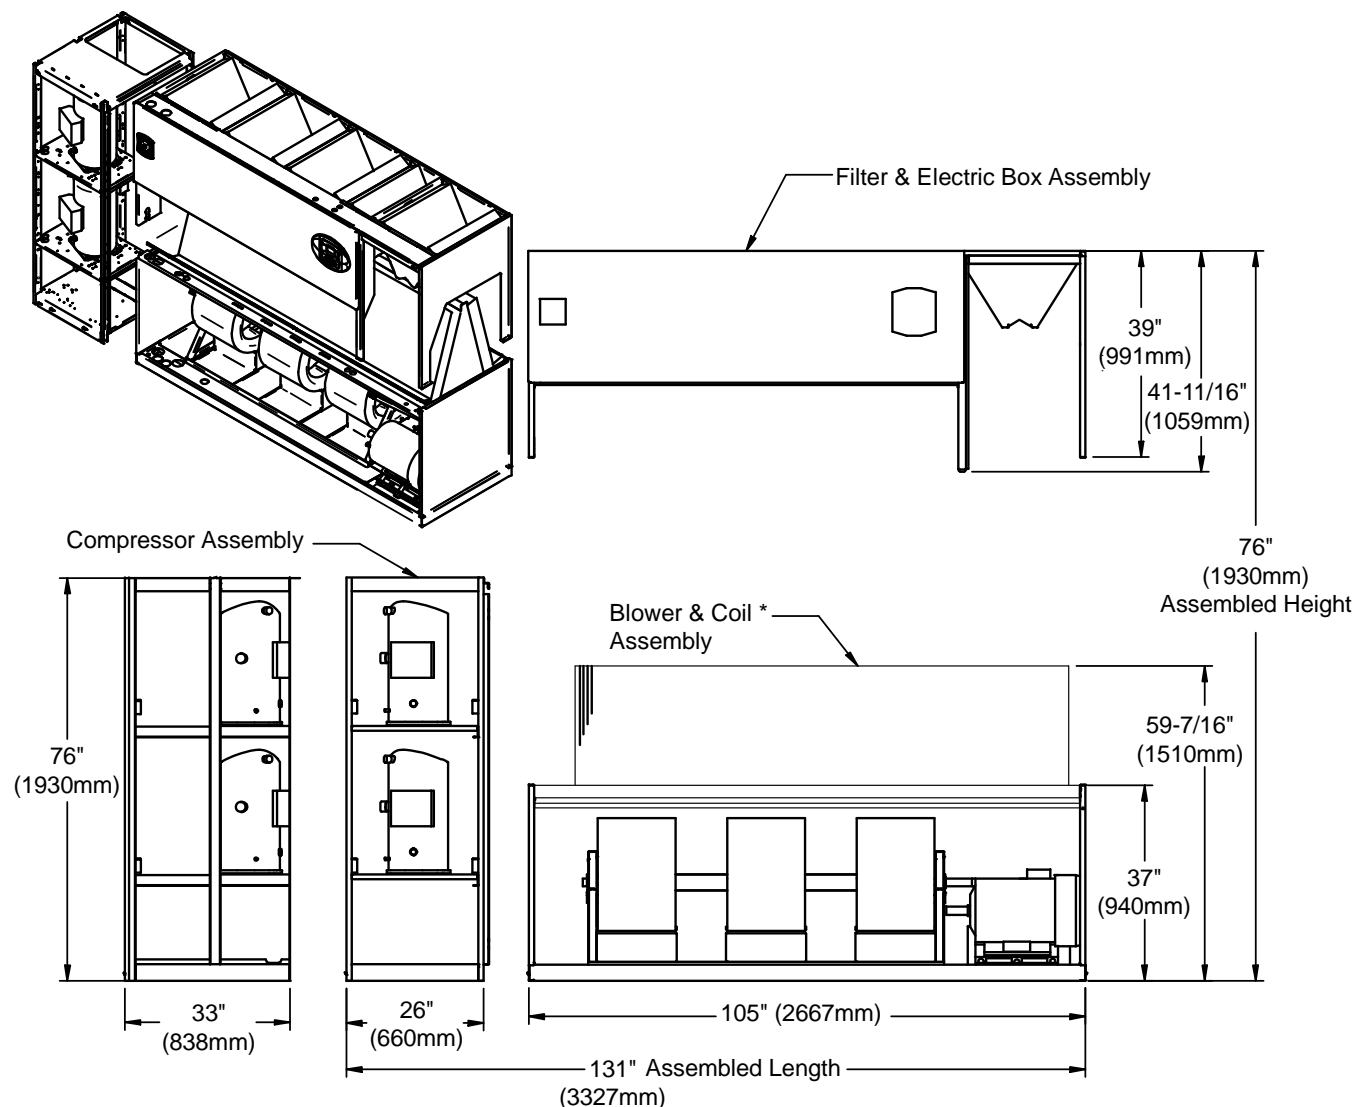 Filter & Electric Box Assembly
39"
(991mm)
41-11/16"
(1059mm)
76"
(1930mm)
Assembled Height
Compressor Assembly
Blower & Coil *
Assembly
59-7/16"
(1510mm)
76"
(1930mm)
37"
(940mm)
33"
(838mm)
26"
(660mm)
105" (2667mm)
131" Assembled Length
(3327mm)